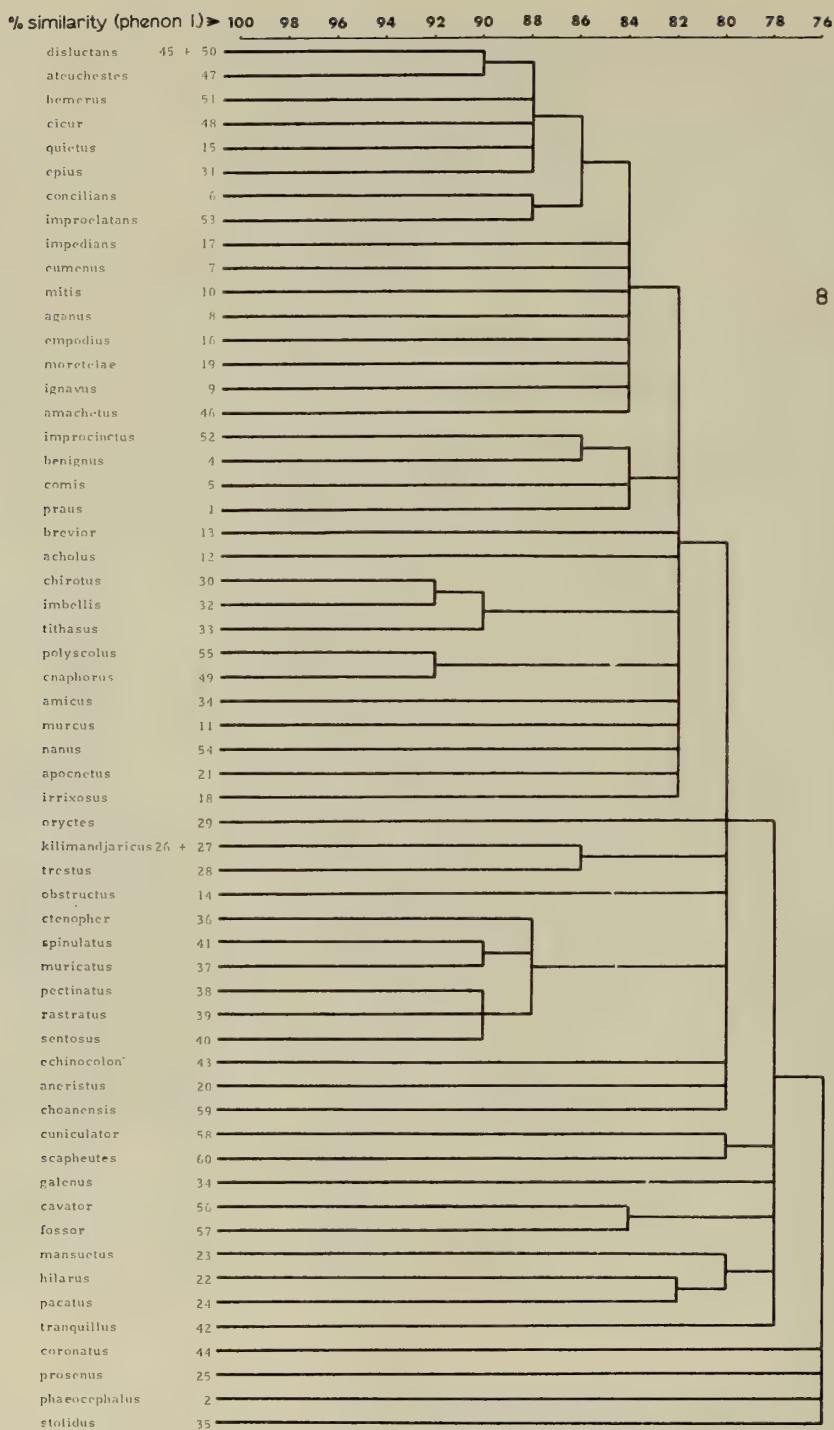 % similarity (phenon l.) ➤ 100 98 96 94 92 90 88 86 84 82 80 78 76
disluctans 45 + 50
ateuchestes 47
hemerus 51
cicur 48
quietus 15
epius 31
concilians 6
improelatans 53
impedians 17
eumenus 7
mitis 10
8
aganus 8
empodius 16
moretelae 19
ignavus 9
amachetus 46
improcinctus 52
benignus 4
comis 5
praus 1
brevior 13
acholus 12
chirotus 30
imbellis 32
tithasus 33
polyscolus 55
cnaphorus 49
amicus 34
murcus 11
nanus 54
apocnetus 21
irrixosus 18
oryctes 29
kilimandjaricus 26 + 27
trestus 28
obstructus 14
ctenopher 36
spinulatus 41
muricatus 37
pectinatus 38
rastratus 39
sentosus 40
echinocolon 43
aneristus 20
choanensis 59
cuniculator 58
scapheutes 60
galenus 34
cavator 56
fossor 57
mansuetus 23
hilarus 22
pacatus 24
tranquillus 42
coronatus 44
prosenus 25
phaeocephalus 2
stolidus 35